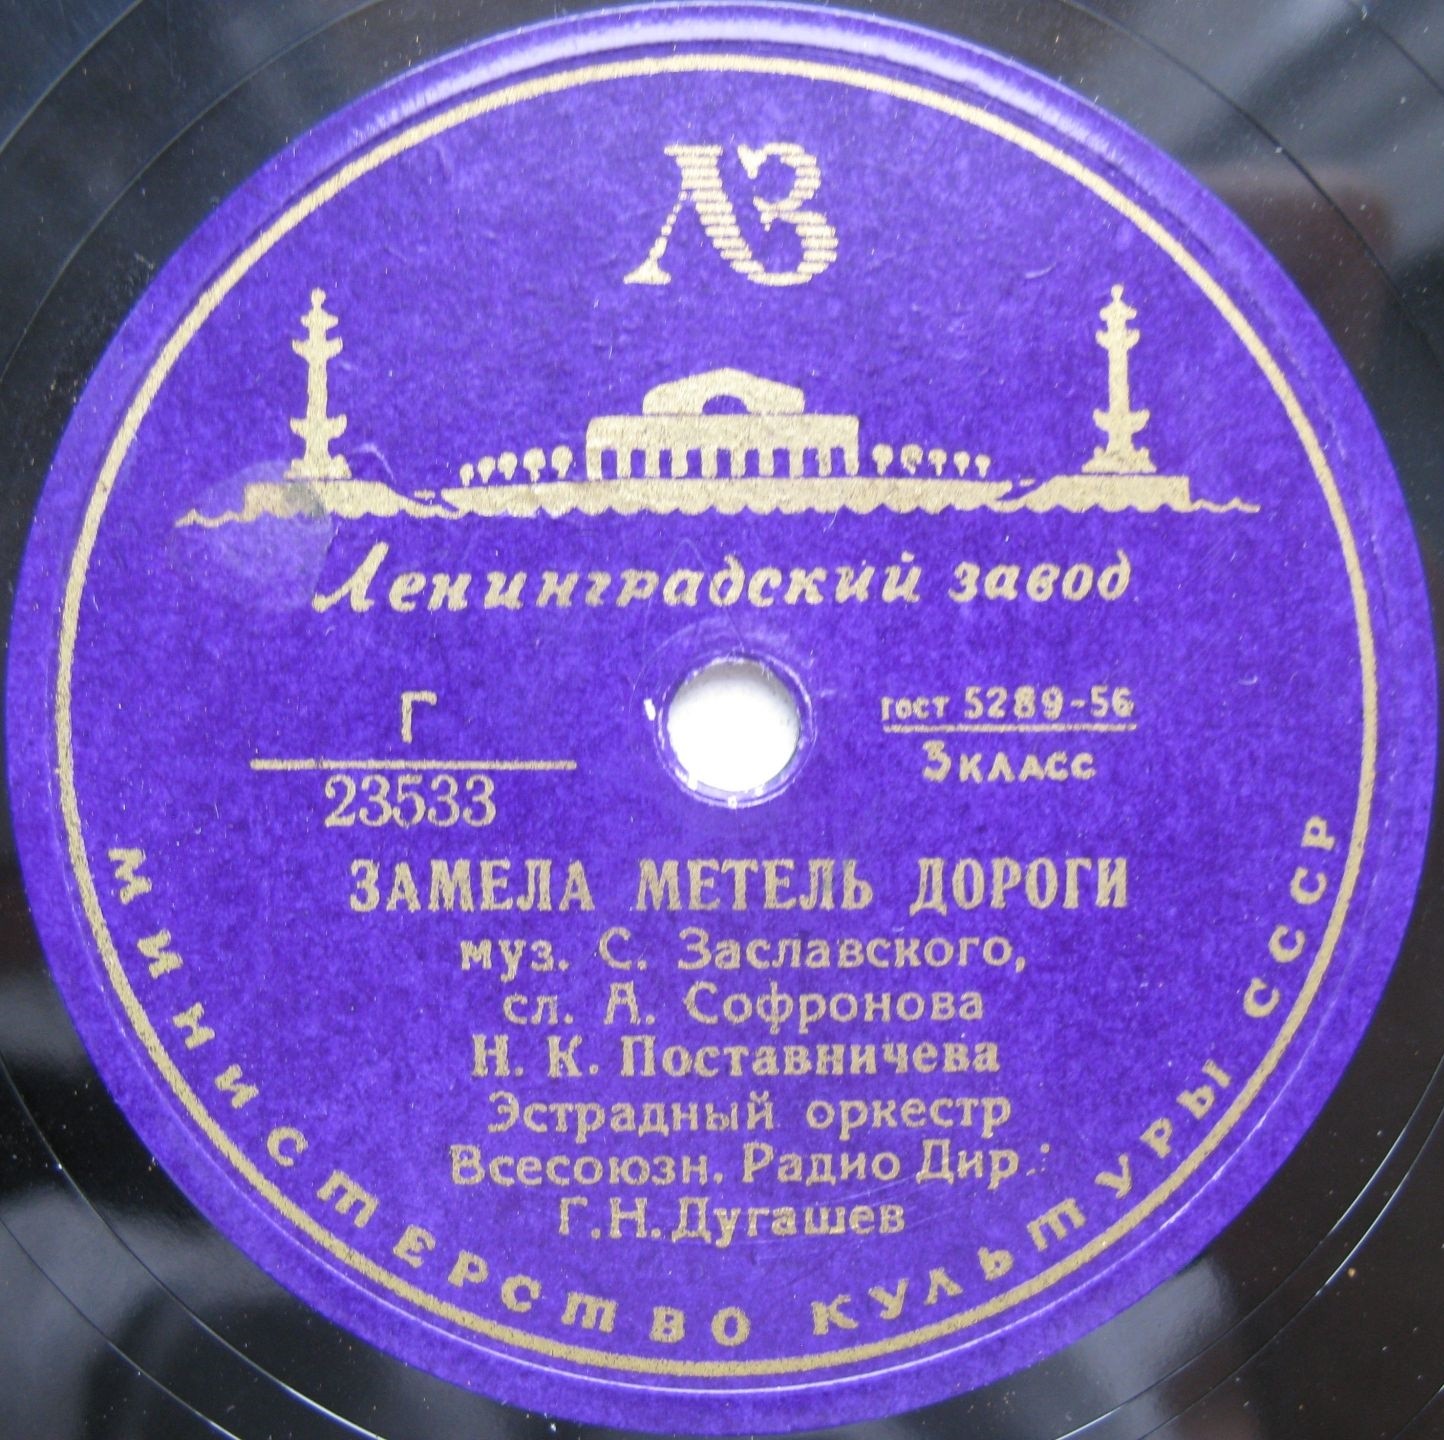 ЛЗ
Ленинградский завод
Г
23533
ГОСТ 5289-56
3 КЛАСС
ЗАМЕЛА МЕТЕЛЬ ДОРОГИ
муз. С. Заславского,
сл. А. Софронова
Н. К. Поставничева
Эстрадный оркестр
Всесоюзн. Радио Дир.:
Г. Н. Дугашев
МИНИСТЕРСТВО КУЛЬТУРЫ СССР